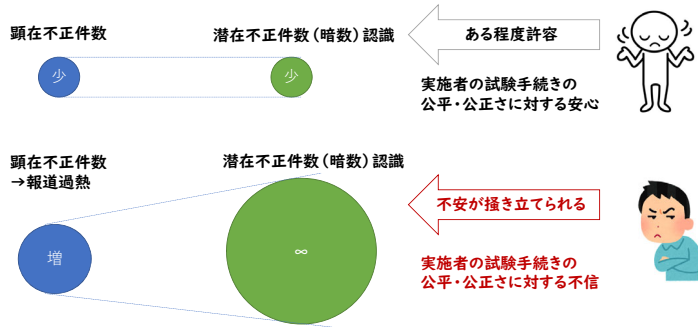 顕在不正件数
潜在不正件数(暗数)認識
ある程度許容
少
少
実施者の試験手続きの
公平・公正さに対する安心
顕在不正件数
→報道過熱
潜在不正件数(暗数)認識
不安が掻き立てられる
増
∞
実施者の試験手続きの
公平・公正さに対する不信